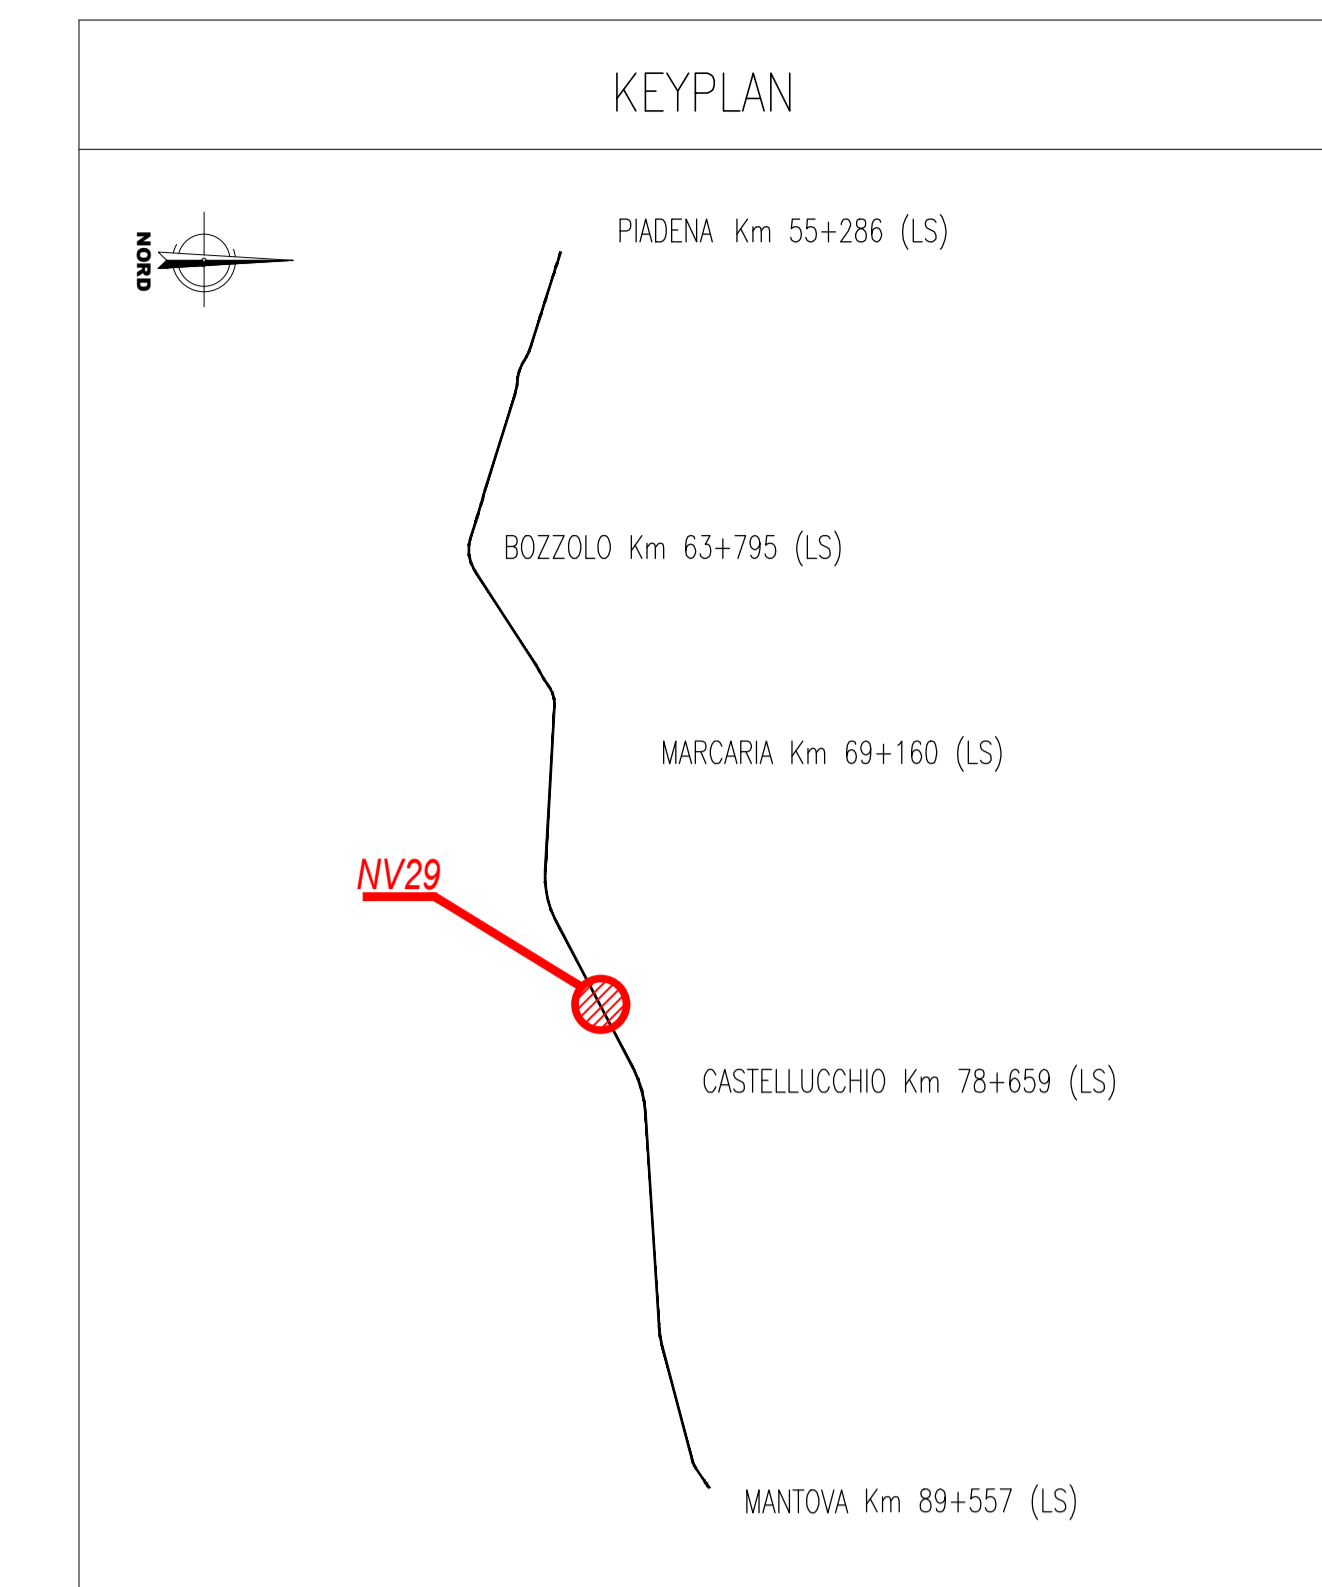 KEYPLAN
NORD
PIADENA Km 55+286 (LS)
BOZZOLO Km 63+795 (LS)
MARCARIA Km 69+160 (LS)
NV29
CASTELLUCCHIO Km 78+659 (LS)
MANTOVA Km 89+557 (LS)